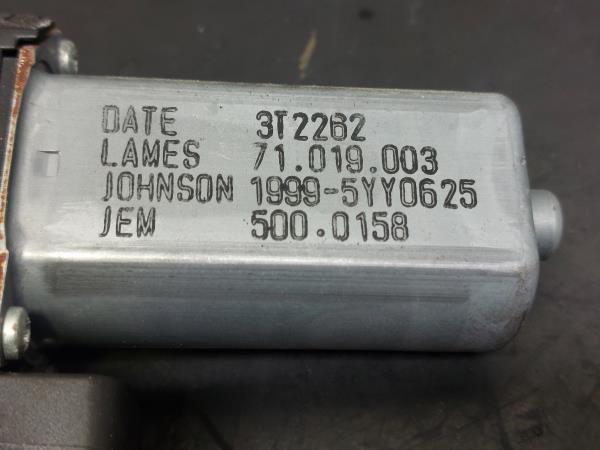 DATE 3T2262
LAMES 71.019.003
JOHNSON 1999-5YY0625
JEM 500.0158